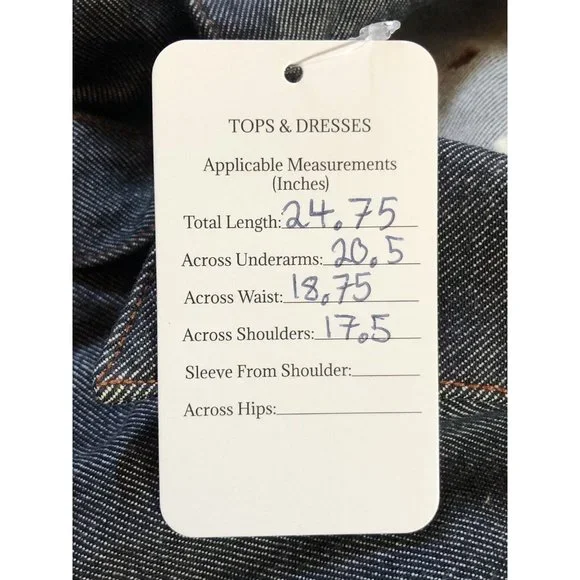 TOPS & DRESSES
Applicable Measurements
(Inches)
Total Length: 24.75
Across Underarms: 20.5
Across Waist: 18.75
Across Shoulders: 17.5
Sleeve From Shoulder:
Across Hips: